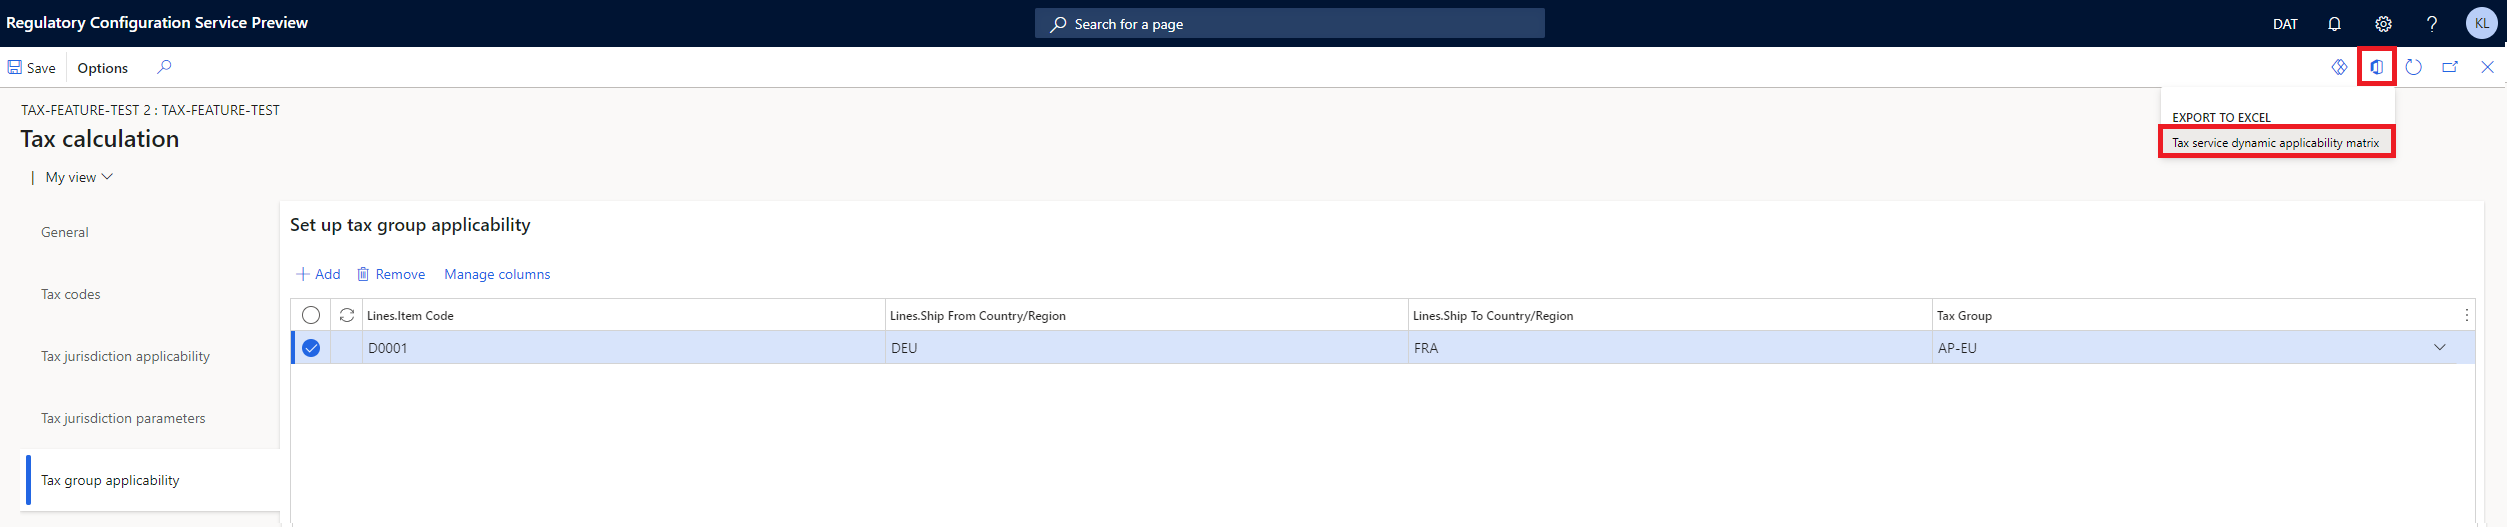 Regulatory Configuration Service Preview
Search for a page
DAT
?
KL
Save
Options
TAX-FEATURE-TEST 2 : TAX-FEATURE-TEST
EXPORT TO EXCEL
Tax calculation
Tax service dynamic applicability matrix
My view
General
Tax codes
Tax jurisdiction applicability
Tax jurisdiction parameters
Tax group applicability
Set up tax group applicability
Add Remove Manage columns
Lines.Item Code Lines.Ship From Country/Region Lines.Ship To Country/Region Tax Group
D0001 DEU FRA AP-EU